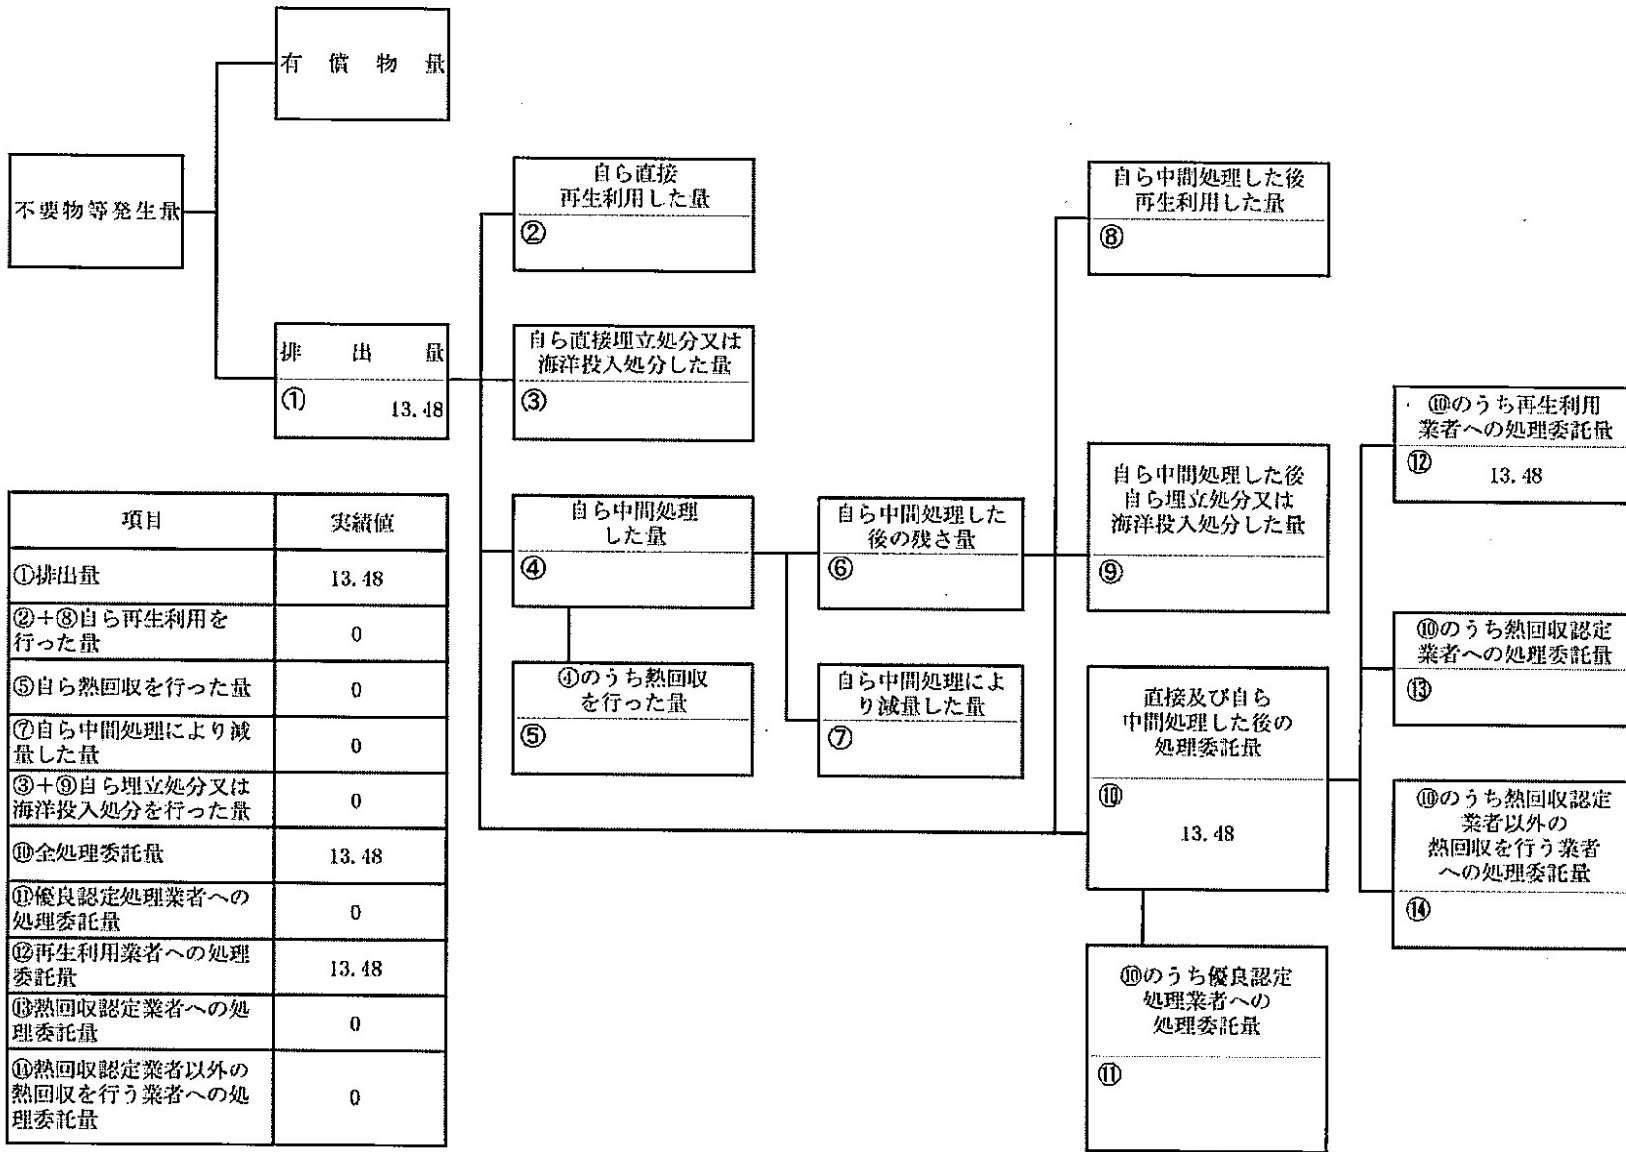 有償物量
不要物等発生量
排出量
①
13.48
自ら直接
再生利用した量
②
自ら直接埋立処分又は
海洋投入処分した量
③
自ら中間処理
した量
④
④のうち熱回収
を行った量
⑤
自ら中間処理した
後の残さ量
⑥
自ら中間処理によ
り減量した量
⑦
自ら中間処理した後
再生利用した量
⑧
自ら中間処理した後
自ら埋立処分又は
海洋投入処分した量
⑨
直接及び自ら
中間処理した後の
処理委託量
⑩
13.48
⑩のうち優良認定
処理業者への
処理委託量
⑪
⑩のうち再生利用
業者への処理委託量
⑫
13.48
⑩のうち熱回収認定
業者への処理委託量
⑬
⑩のうち熱回収認定
業者以外の
熱回収を行う業者
への処理委託量
⑭
項目 実績値
①排出量 13.48
②+⑧自ら再生利用を
行った量 0
⑤自ら熱回収を行った量 0
⑦自ら中間処理により減
量した量 0
③+⑨自ら埋立処分又は
海洋投入処分を行った量 0
⑩全処理委託量 13.48
⑪優良認定処理業者への
処理委託量 0
⑫再生利用業者への処理
委託量 13.48
⑬熱回収認定業者への処
理委託量 0
⑭熱回収認定業者以外の
熱回収を行う業者への処
理委託量 0